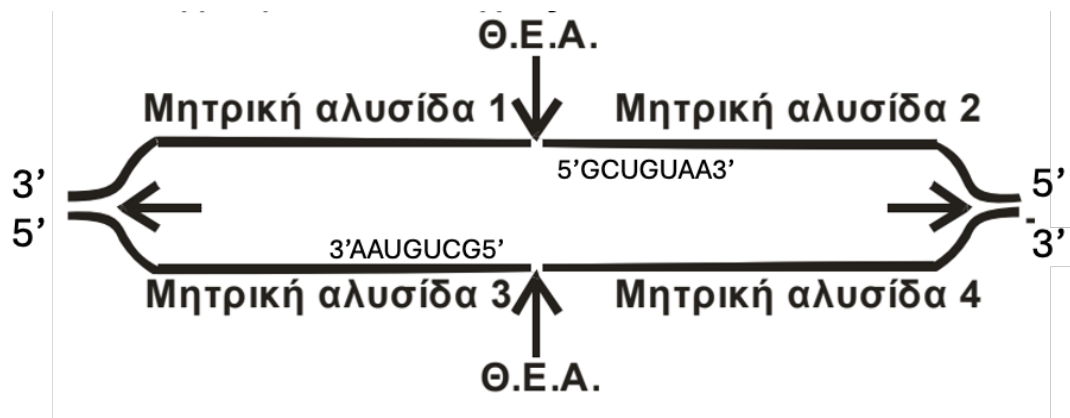 Θ.Ε.Α.
Μητρική αλυσίδα 1 Μητρική αλυσίδα 2
5'GCUGUAA3'
3' 5'
5' 3'
3'AAUGUCG5'
Μητρική αλυσίδα 3 Μητρική αλυσίδα 4
Θ.Ε.Α.